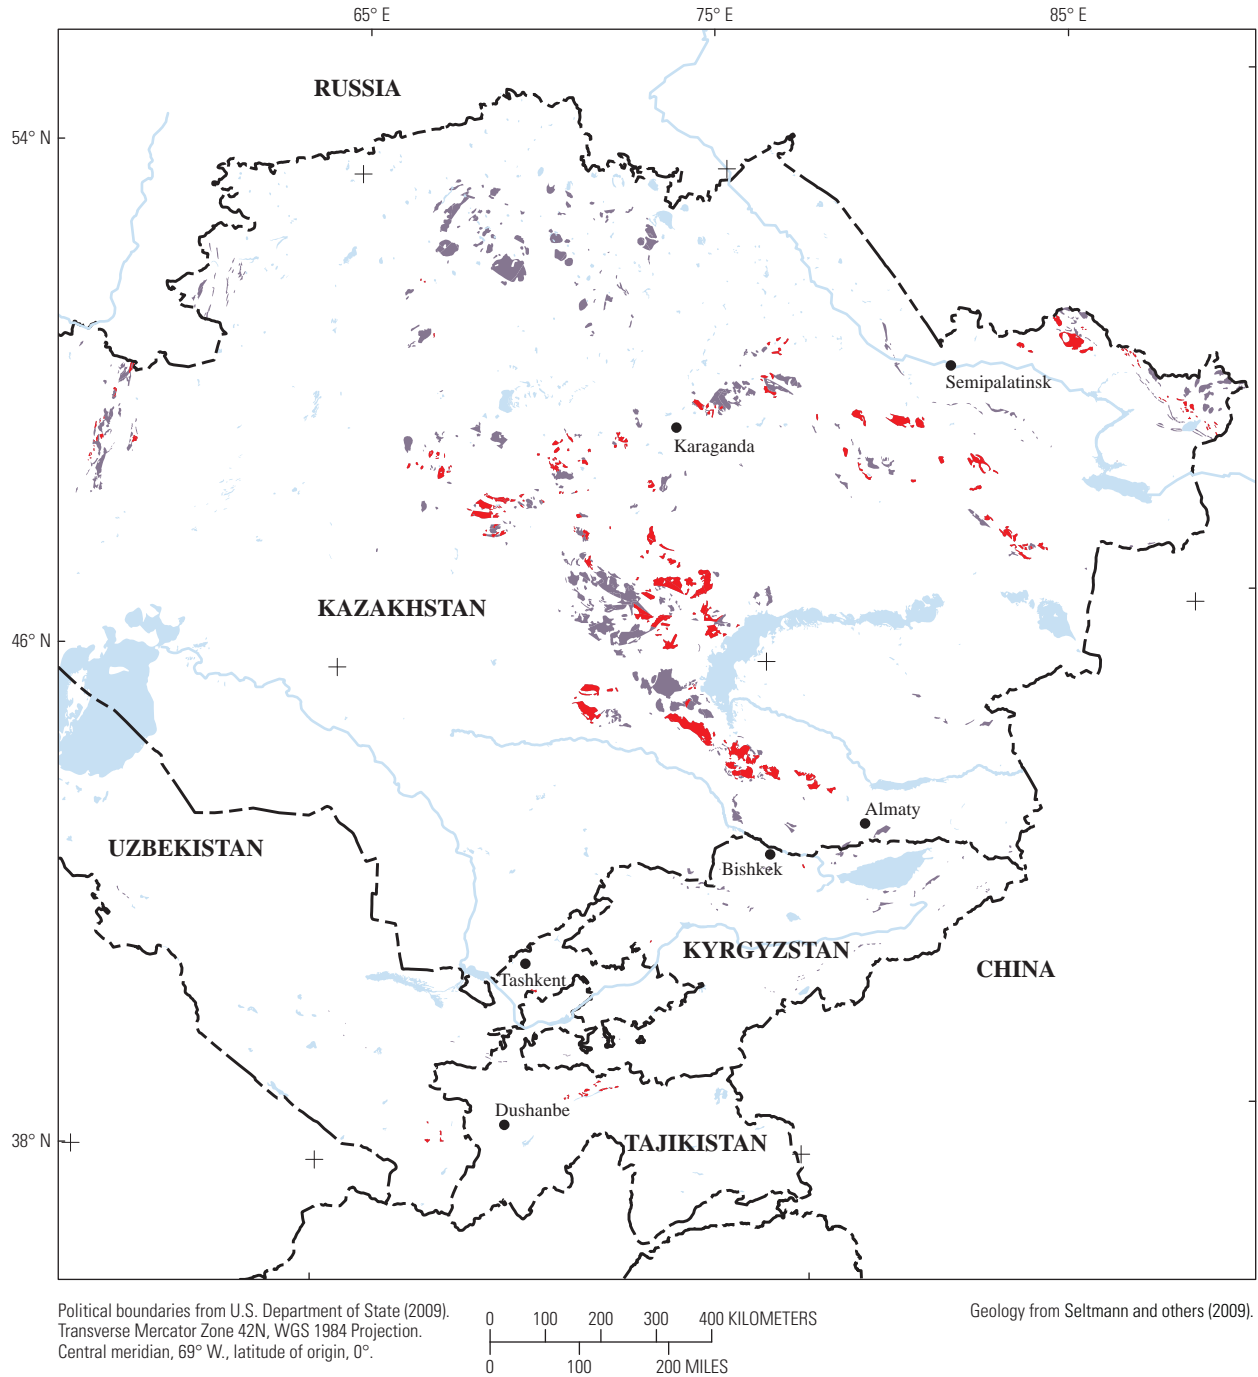 65° E 75° E 85° E
RUSSIA
54° N
Semipalatinsk
Karaganda
KAZAKHSTAN
46° N
Almaty
UZBEKISTAN
Bishkek
KYRGYZSTAN
CHINA
Tashkent
Dushanbe
38° N
TAJIKISTAN
Political boundaries from U.S. Department of State (2009).
Transverse Mercator Zone 42N, WGS 1984 Projection.
Central meridian, 69° W., latitude of origin, 0°.
0 100 200 300 400 KILOMETERS
0 100 200 MILES
Geology from Seltmann and others (2009).